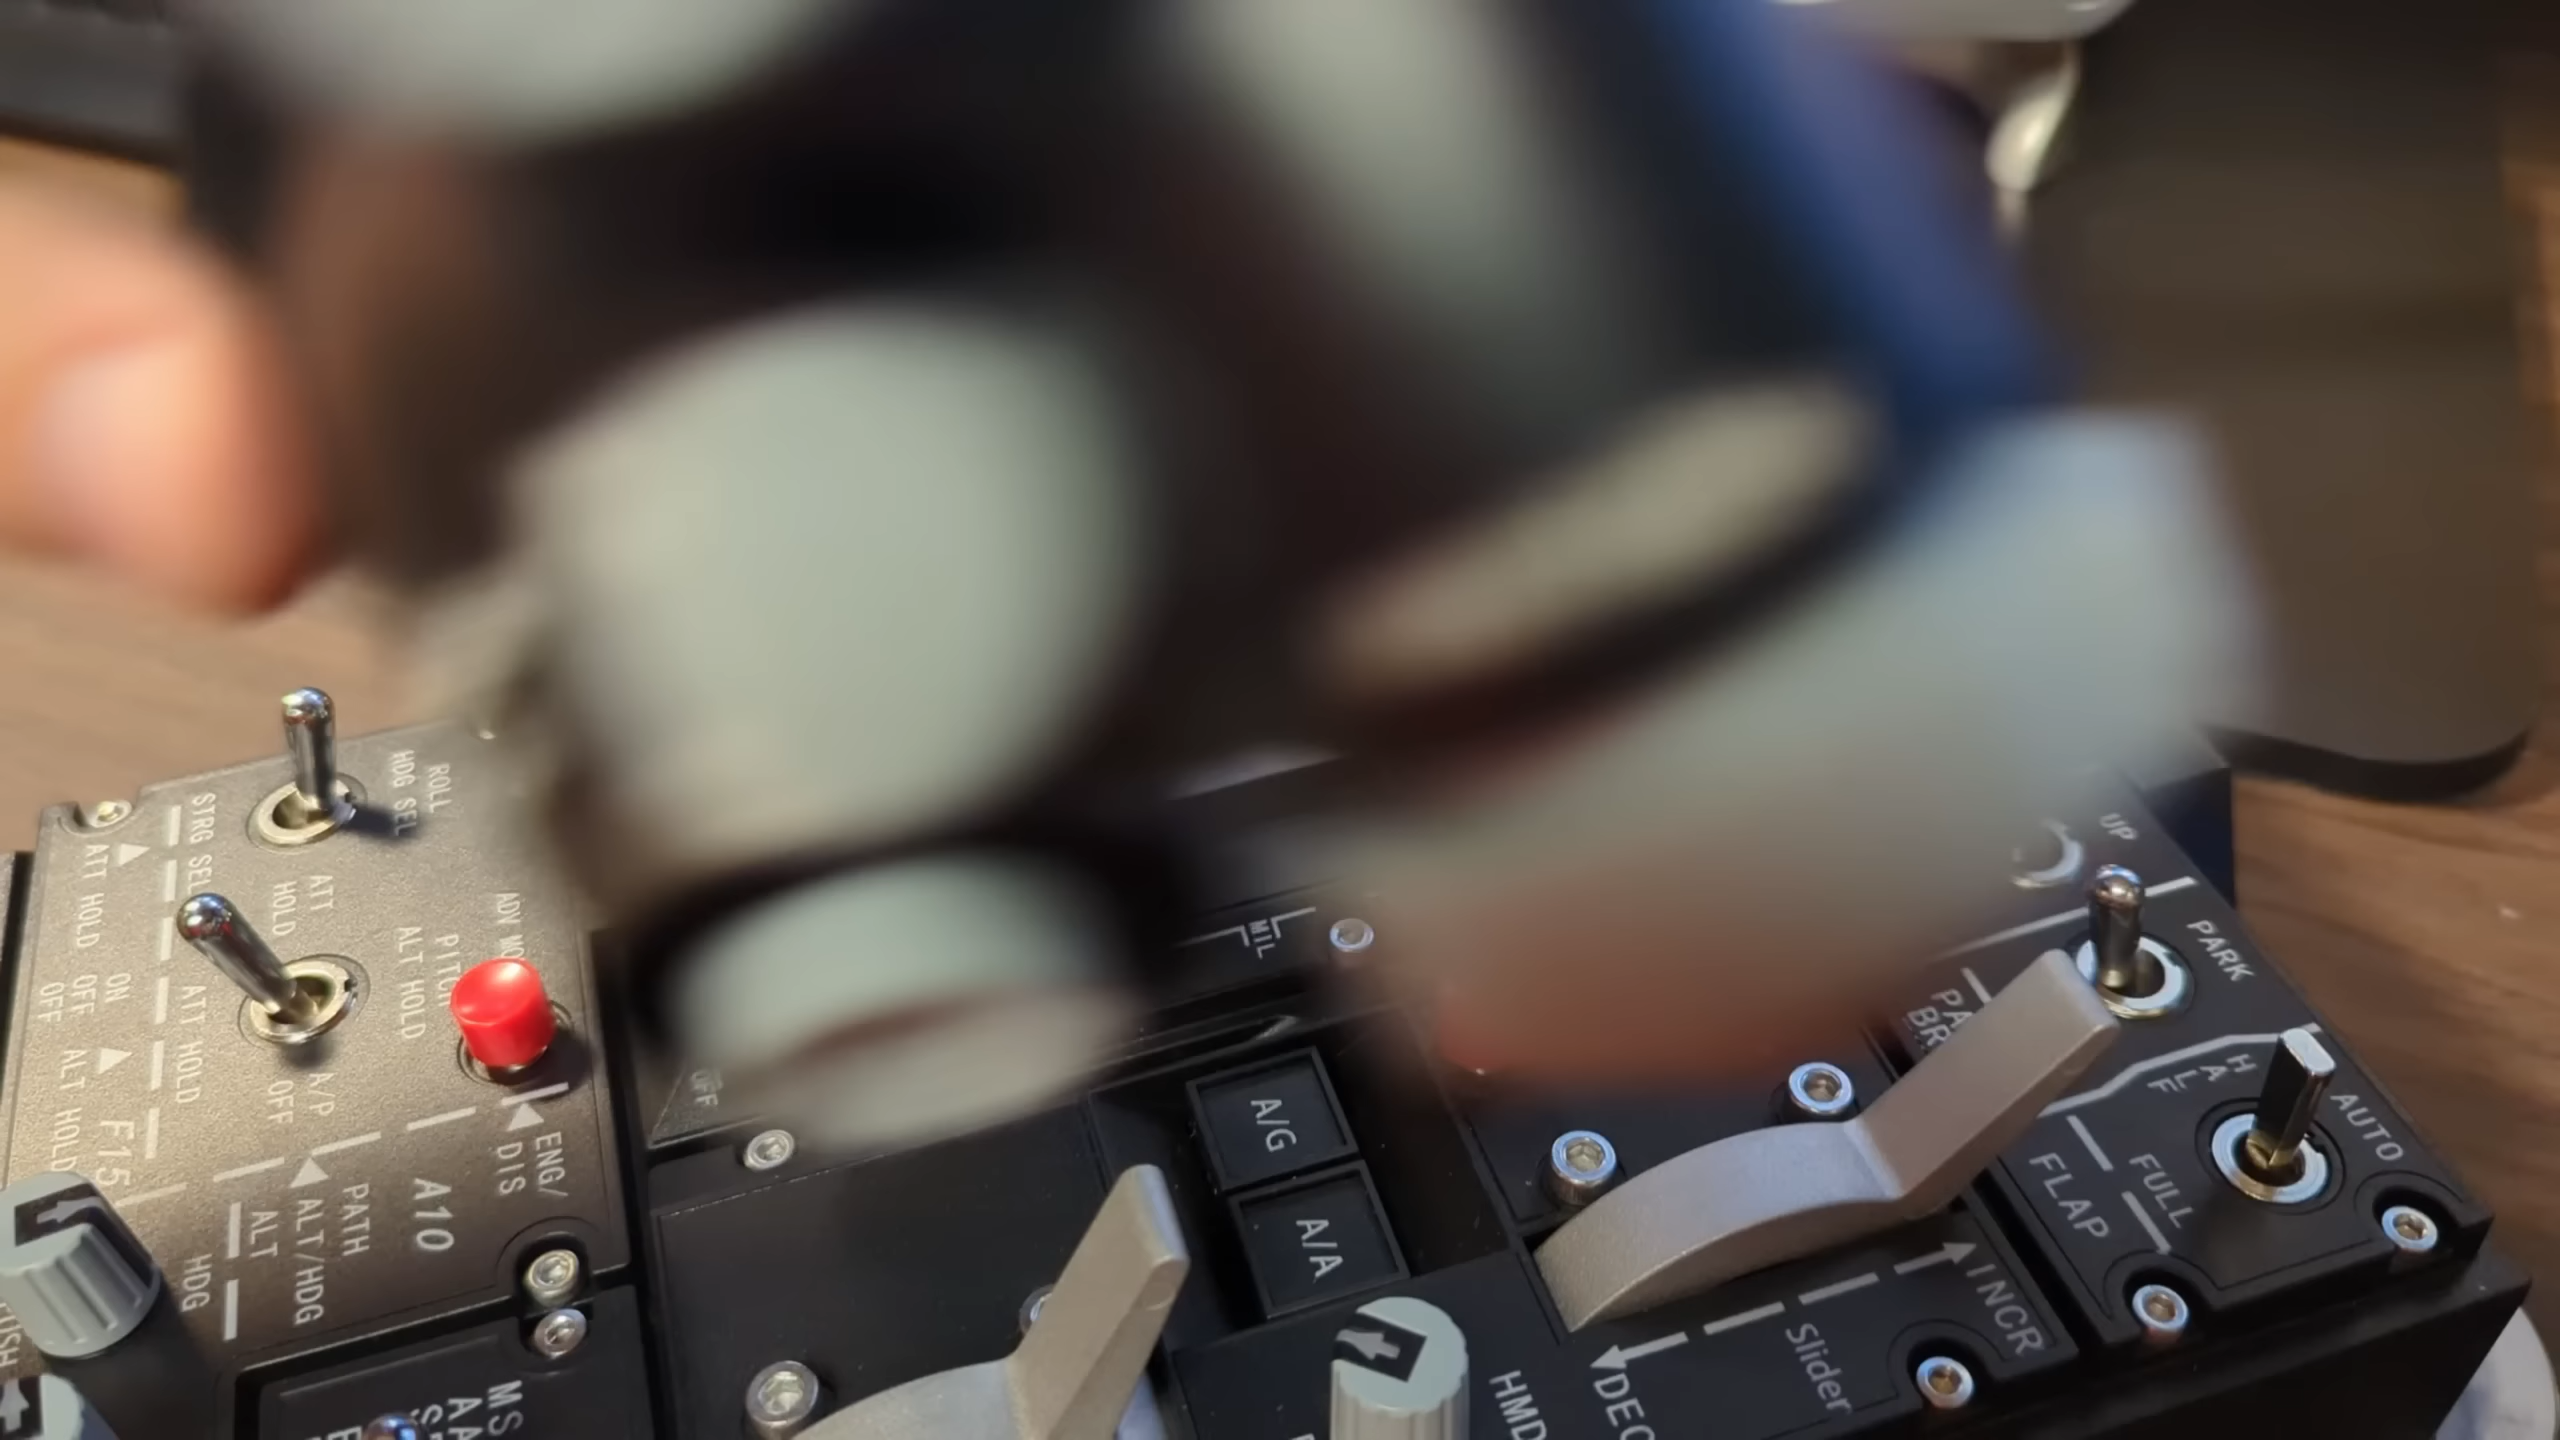 ROLL
HDG SEL
STRG SEL
ATT HOLD
ATT
HOLD
ADV
PITCH
ALT HOLD
ON
OFF
OFF
ATT HOLD
ALT HOLD
F15
A/P
OFF
ENG/
DIS
A10
PATH
ALT/HDG
ALT
HDG
MIL
OFF
A/G
A/A
UP
PARK
HALF
AUTO
FULL
FLAP
INCR
Slider
HMD
MS